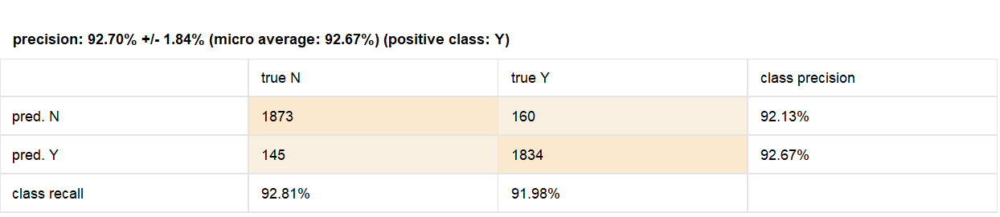 precision: 92.70% +/- 1.84% (micro average: 92.67%) (positive class: Y)
true N true Y class precision
pred. N 1873 160 92.13%
pred. Y 145 1834 92.67%
class recall 92.81% 91.98%